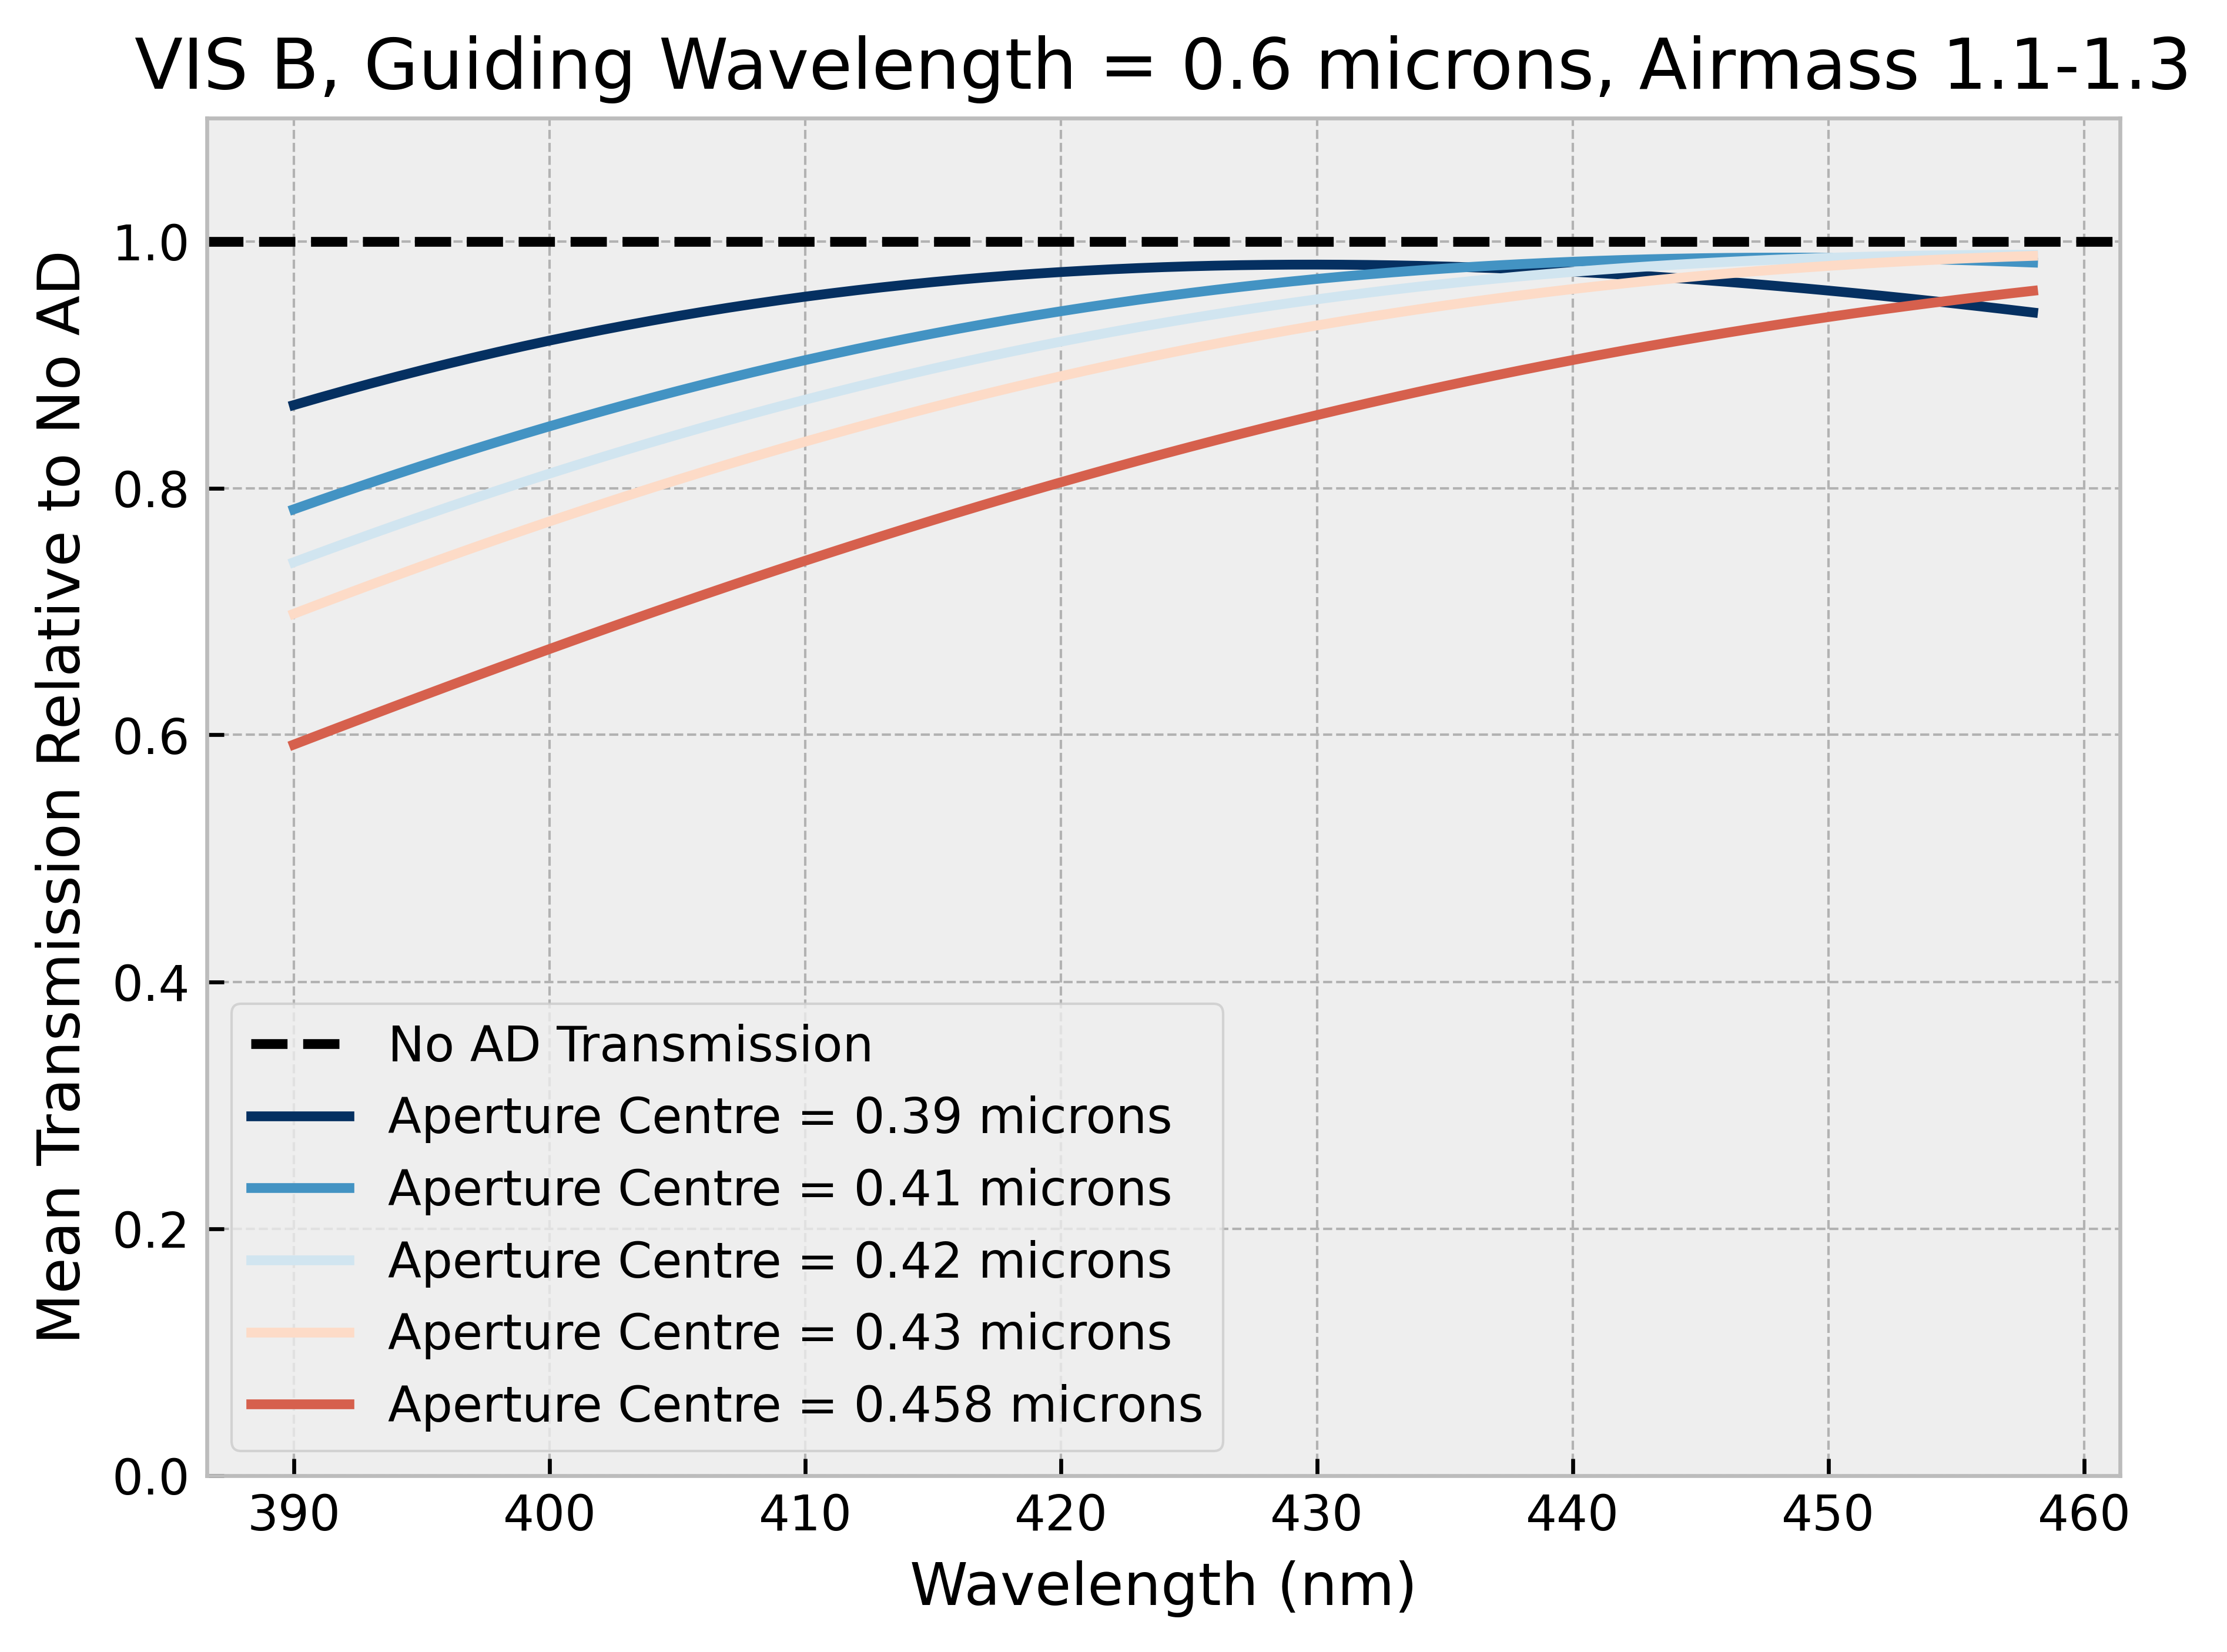 VIS B, Guiding Wavelength = 0.6 microns, Airmass 1.1-1.3
Mean Transmission Relative to No AD
1.0
0.8
0.6
0.4
0.2
0.0
No AD Transmission
Aperture Centre = 0.39 microns
Aperture Centre = 0.41 microns
Aperture Centre = 0.42 microns
Aperture Centre = 0.43 microns
Aperture Centre = 0.458 microns
390 400 410 420 430 440 450 460
Wavelength (nm)